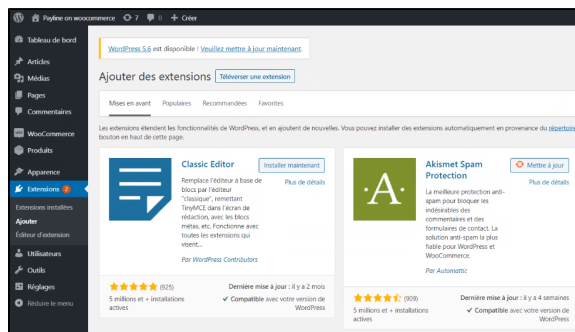 Payline on woocommerce 7 0 + Créer
Tableau de bord
Articles
Médias
Pages
Commentaires
WooCommerce
Produits
Apparence
Extensions 2
Extensions installées
Ajouter
Éditeur d'extension
Utilisateurs
Outils
Réglages
Réduire le menu
WordPress 5.6 est disponible ! Veuillez mettre à jour maintenant.
Ajouter des extensions Téléverser une extension
Mises en avant Populaires Recommandées Favorites
Les extensions étendent les fonctionnalités de WordPress, et en ajoutent de nouvelles. Vous pouvez installer des extensions automatiquement en provenance du répertoire
bouton en haut de cette page.
Classic Editor
Installer maintenant
Plus de détails
Remplace l'éditeur à base de
blocs par l'éditeur
"classique", remettant
TinyMCE dans l'écran de
rédaction, avec les blocs
métas, etc. Fonctionne avec
toutes les extensions qui
visent...
Par WordPress Contributors
(925)
5 millions et + installations
actives
Dernière mise à jour : il y a 2 mois
✓ Compatible avec votre version de
WordPress
·A·
Akismet Spam
Protection
Mettre à jour
Plus de détails
La meilleure protection anti-
spam pour bloquer les
indésirables des
commentaires et des
formulaires de contact. La
solution anti-spam la plus
fiable pour WordPress et
WooCommerce.
Par Automattic
(909)
5 millions et + installations
actives
Dernière mise à jour : il y a 4 semaines
✓ Compatible avec votre version de
WordPress